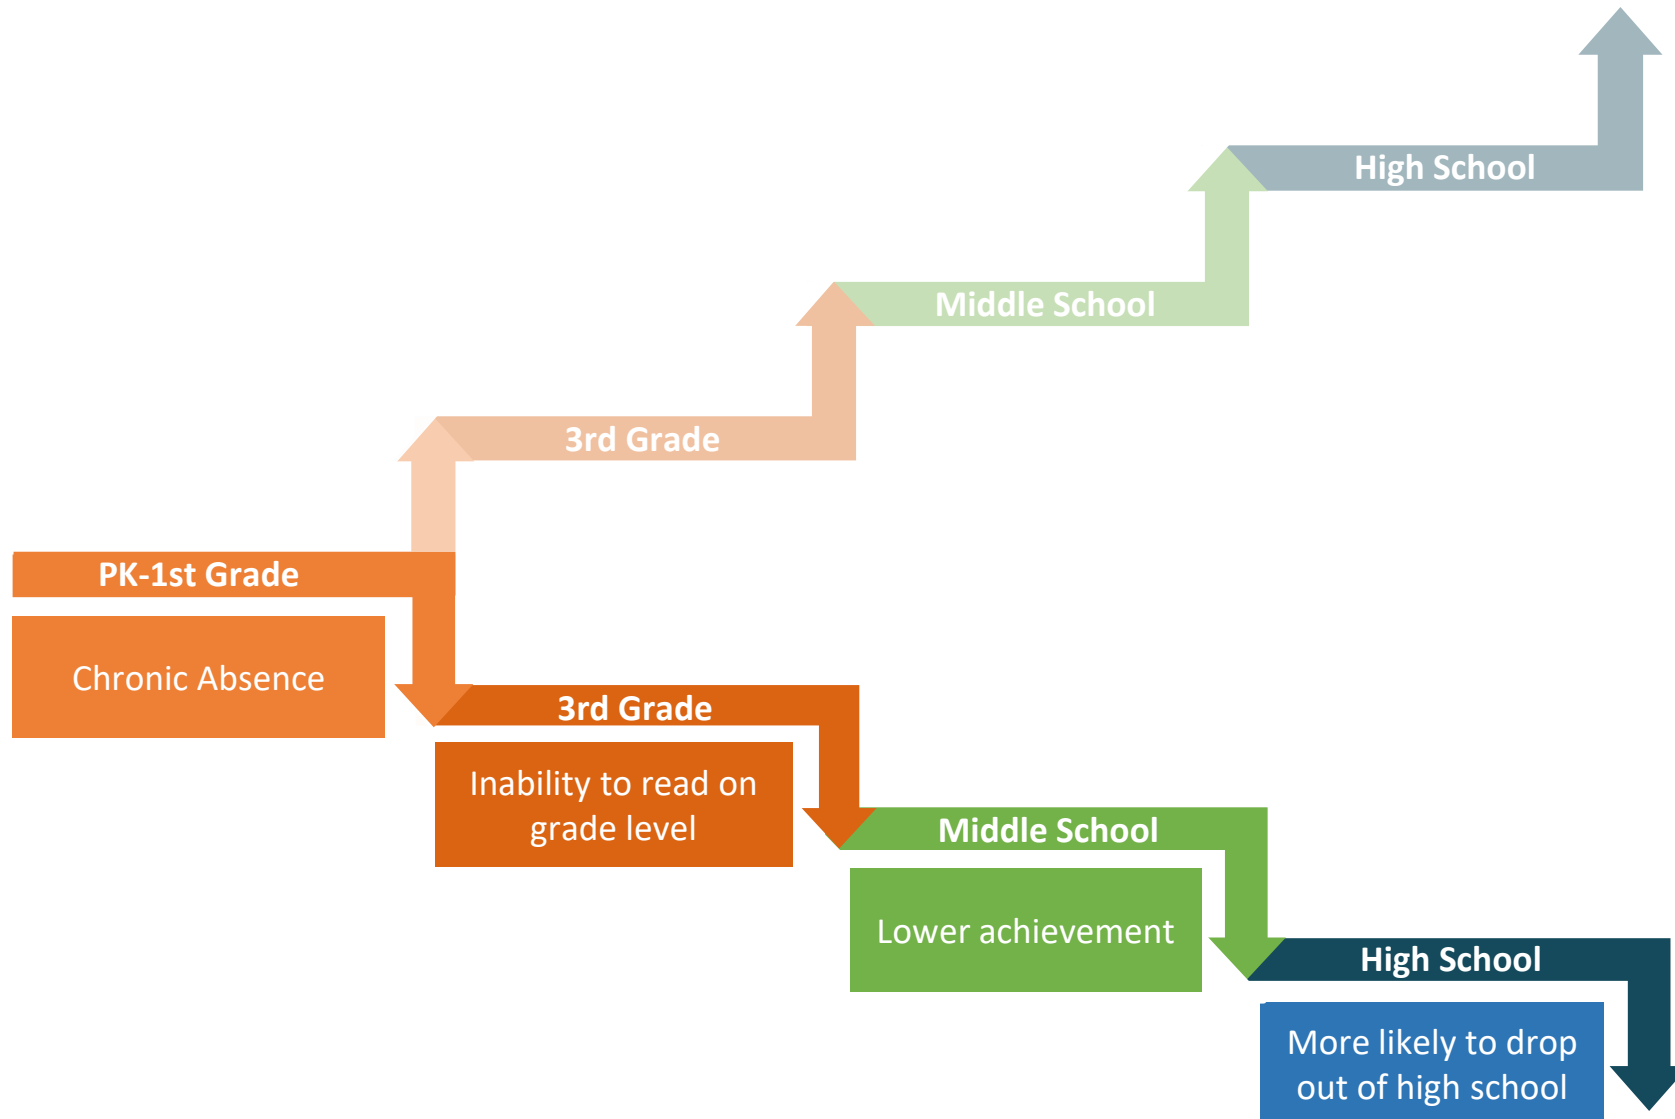 High School
Middle School
3rd Grade
PK-1st Grade
Chronic Absence
3rd Grade
Inability to read on
grade level
Middle School
Lower achievement
High School
More likely to drop
out of high school